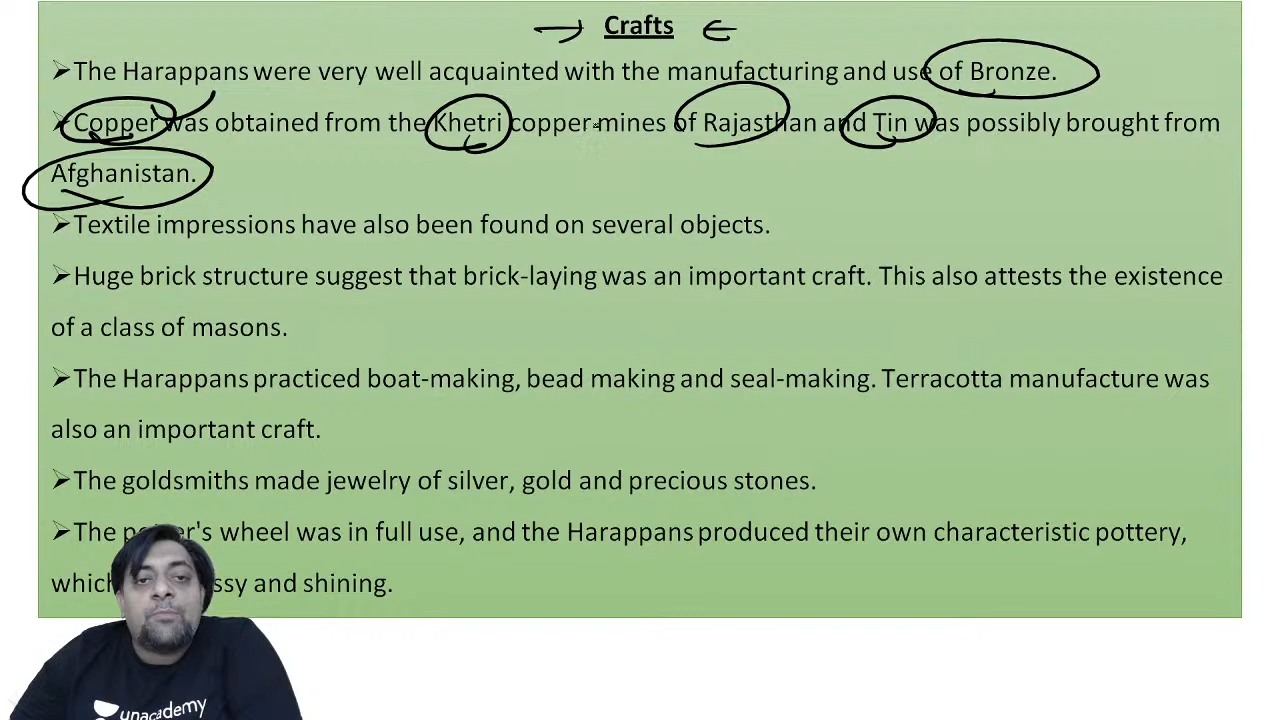 Crafts
➢The Harappans were very well acquainted with the manufacturing and use of Bronze.
➢Copper was obtained from the Khetri copper mines of Rajasthan and Tin was possibly brought from
Afghanistan.
➢Textile impressions have also been found on several objects.
➢Huge brick structure suggest that brick-laying was an important craft. This also attests the existence
of a class of masons.
➢The Harappans practiced boat-making, bead making and seal-making. Terracotta manufacture was
also an important craft.
➢The goldsmiths made jewelry of silver, gold and precious stones.
➢The wheel was in full use, and the Harappans produced their own characteristic pottery,
and shining.
unacademy